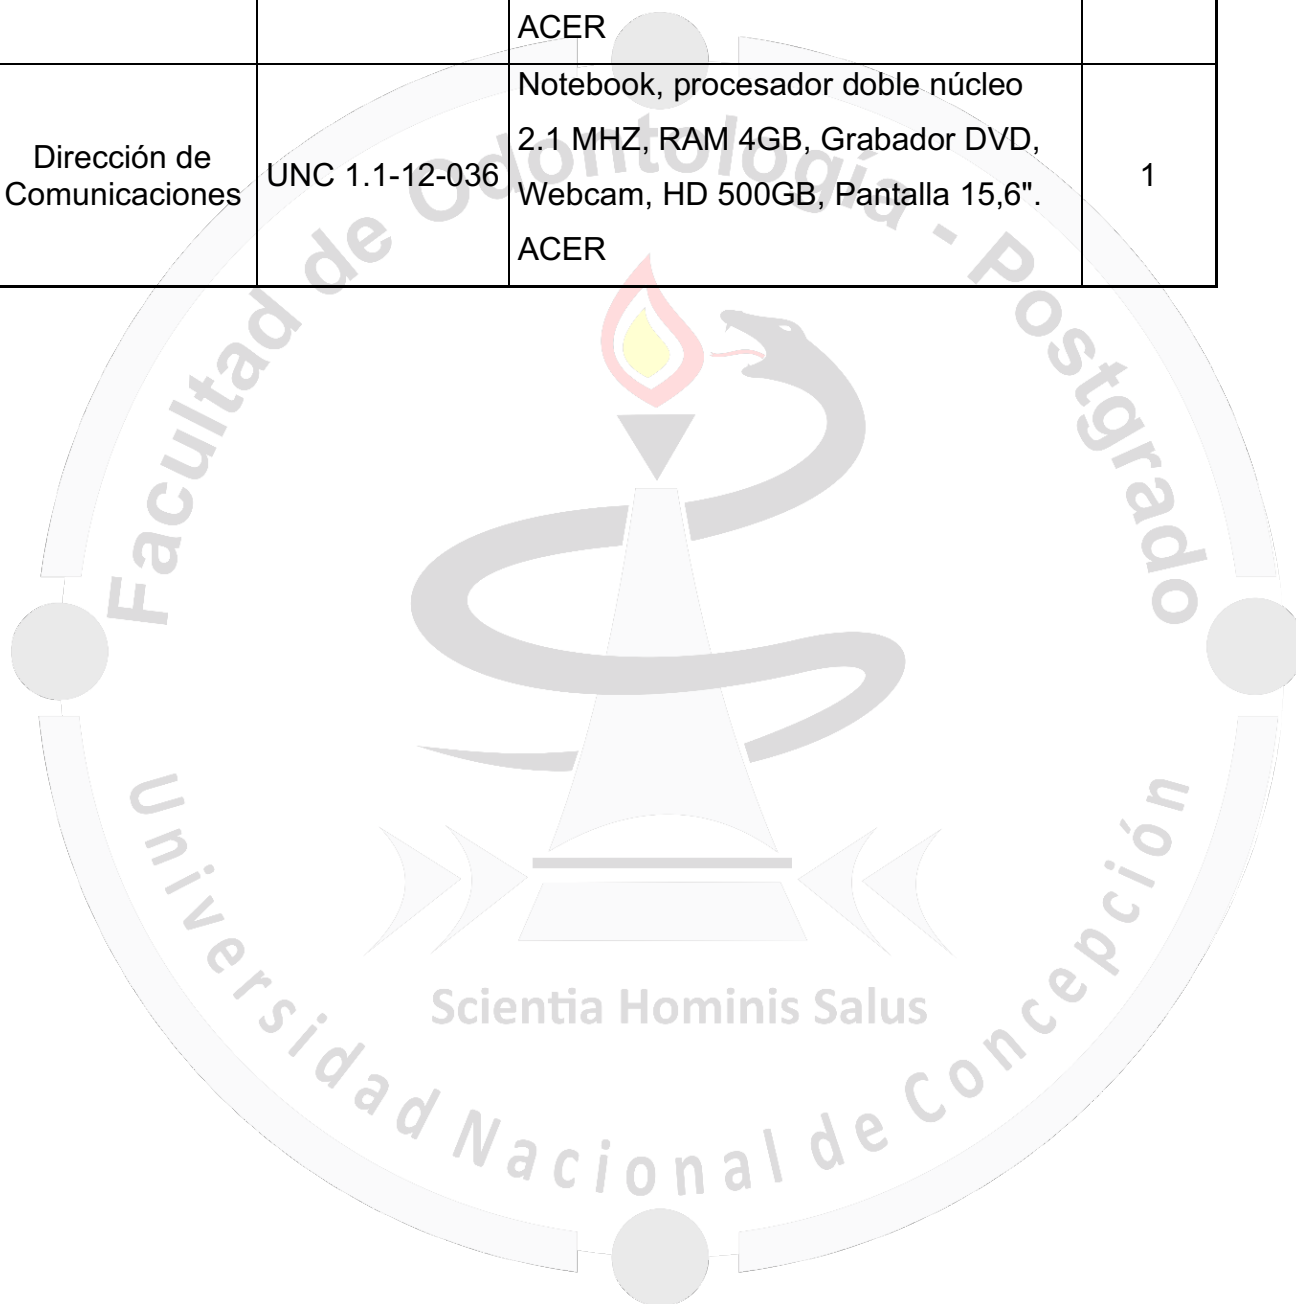 ACER
Dirección de
Comunicaciones
UNC 1.1-12-036
Notebook, procesador doble núcleo
2.1 MHZ, RAM 4GB, Grabador DVD,
Webcam, HD 500GB, Pantalla 15,6".
ACER
1
Facultad de Odontología - Postgrado
Scientia Hominis Salus
Universidad Nacional de Concepción